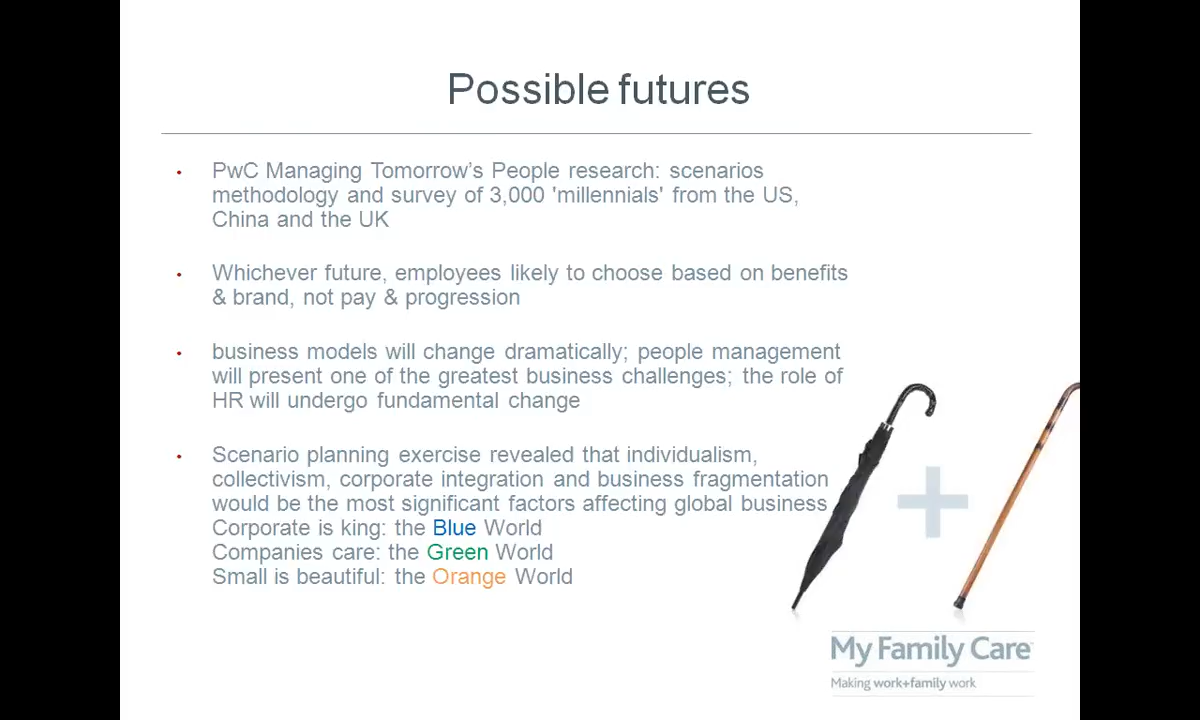 Possible futures
• PwC Managing Tomorrow’s People research: scenarios
methodology and survey of 3,000 'millennials' from the US,
China and the UK
• Whichever future, employees likely to choose based on benefits
& brand, not pay & progression
• business models will change dramatically; people management
will present one of the greatest business challenges; the role of
HR will undergo fundamental change
• Scenario planning exercise revealed that individualism,
collectivism, corporate integration and business fragmentation
would be the most significant factors affecting global business
Corporate is king: the Blue World
Companies care: the Green World
Small is beautiful: the Orange World
My Family Care
Making work+family work